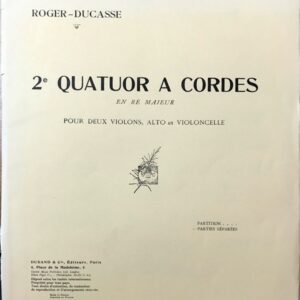 ROGER-DUCASSE
2e QUATUOR A CORDES
EN RÉ MAJEUR
POUR DEUX VIOLONS, ALTO et VIOLONCELLE
PARTITION . . . .
PARTIES SÉPARÉES
DURAND & Cie, Éditeurs, Paris
4, Place de la Madeleine, 4